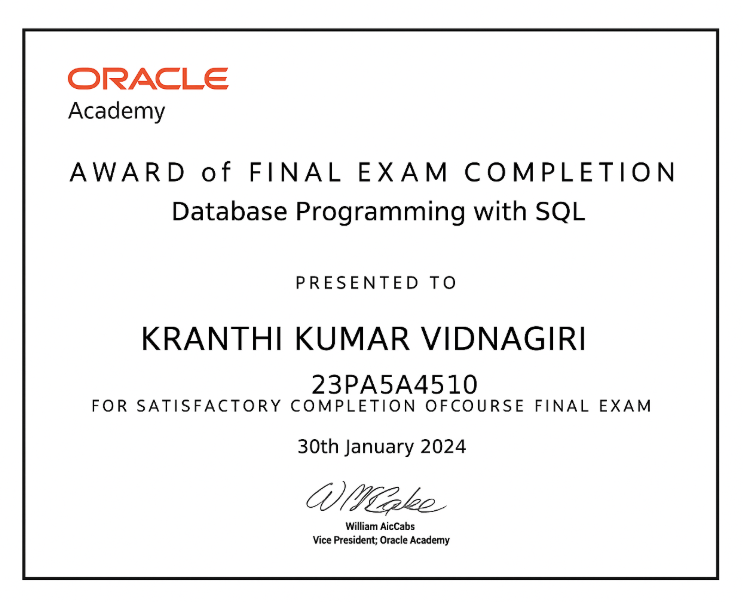 ORACLE
Academy
AWARD of FINAL EXAM COMPLETION
Database Programming with SQL
PRESENTED TO
KRANTHI KUMAR VIDNAGIRI
23PA5A4510
FOR SATISFACTORY COMPLETION OFCOURSE FINAL EXAM
30th January 2024
William AicCabs
Vice President; Oracle Academy